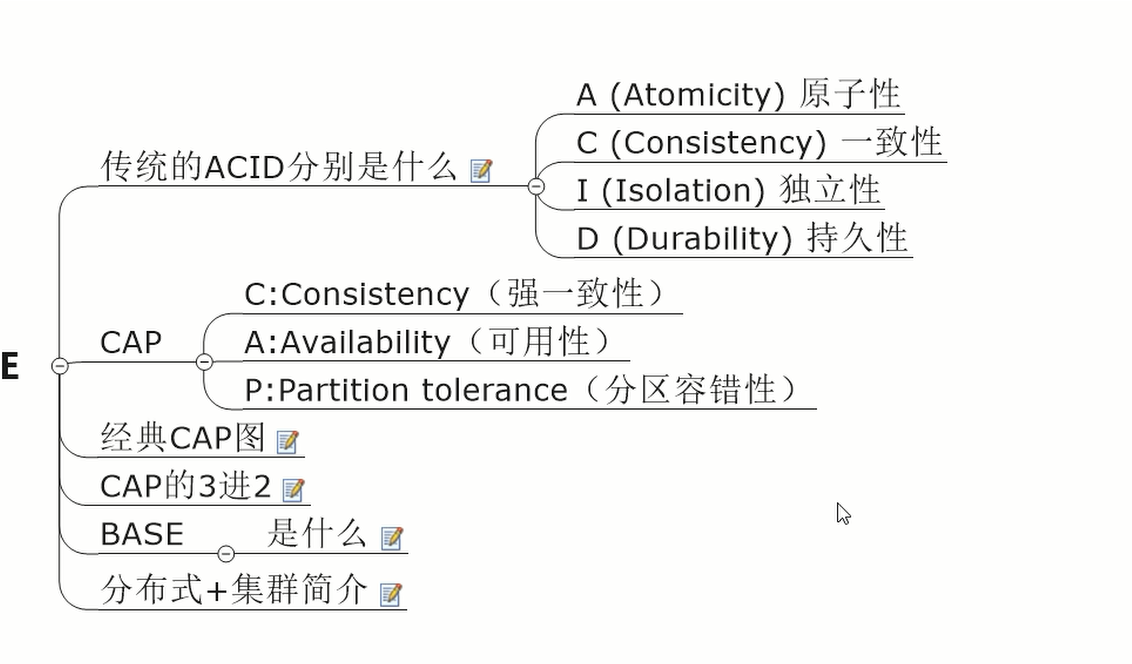 传统的ACID分别是什么
A (Atomicity) 原子性
C (Consistency) 一致性
I (Isolation) 独立性
D (Durability) 持久性
E
CAP
C:Consistency（强一致性）
A:Availability（可用性）
P:Partition tolerance（分区容错性）
经典CAP图
CAP的3进2
BASE
是什么
分布式+集群简介